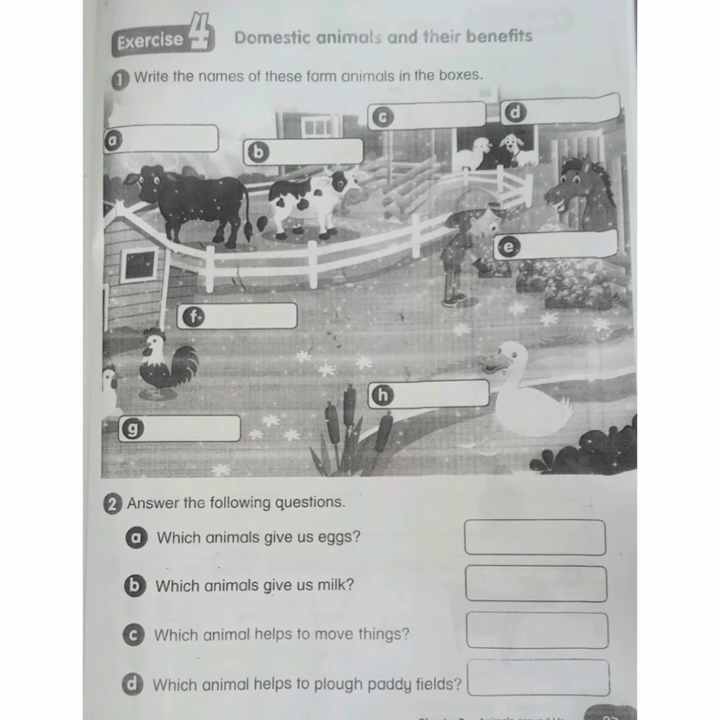 Exercise 4 Domestic animals and their benefits
1 Write the names of these farm animals in the boxes.
a
b
c
d
e
f
g
h
2 Answer the following questions.
a Which animals give us eggs?
b Which animals give us milk?
c Which animal helps to move things?
d Which animal helps to plough paddy fields?